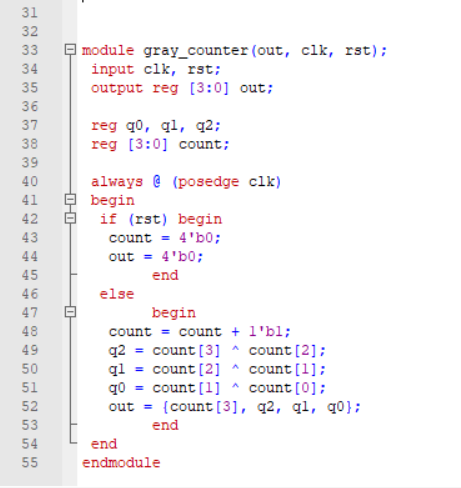 31
32
33 module gray_counter(out, clk, rst);
34 input clk, rst;
35 output reg [3:0] out;
36
37 reg q0, q1, q2;
38 reg [3:0] count;
39
40 always @ (posedge clk)
41 begin
42 if (rst) begin
43 count = 4'b0;
44 out = 4'b0;
45 end
46 else
47 begin
48 count = count + 1'b1;
49 q2 = count[3] ^ count[2];
50 q1 = count[2] ^ count[1];
51 q0 = count[1] ^ count[0];
52 out = {count[3], q2, q1, q0};
53 end
54 end
55 endmodule